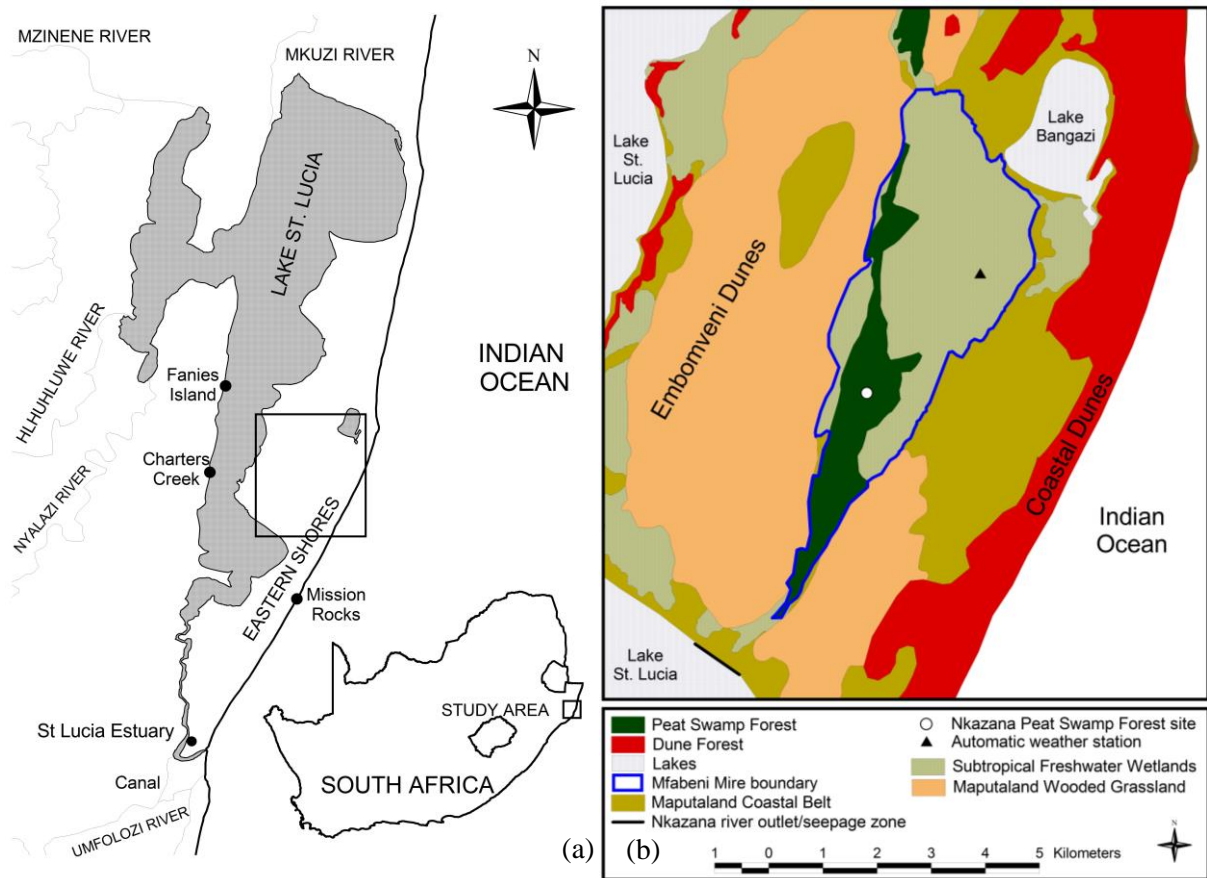 MZINENE RIVER
MKUZI RIVER
N
LAKE ST. LUCIA
HLHUHLUWE RIVER
Fanies
Island
INDIAN
OCEAN
Charters
Creek
NYALAZI RIVER
EASTERN SHORES
Mission
Rocks
St Lucia Estuary
Canal
UMFOLOZI RIVER
STUDY AREA
SOUTH AFRICA
(a)
Lake
St.
Lucia
Lake
Bangazi
Embomveni Dunes
Coastal Dunes
Indian
Ocean
Lake
St. Lucia
Peat Swamp Forest
Dune Forest
Lakes
Mfabeni Mire boundary
Maputaland Coastal Belt
Nkazana river outlet/seepage zone
Nkazana Peat Swamp Forest site
Automatic weather station
Subtropical Freshwater Wetlands
Maputaland Wooded Grassland
(b)
1 0 1 2 3 4 5 Kilometers
N